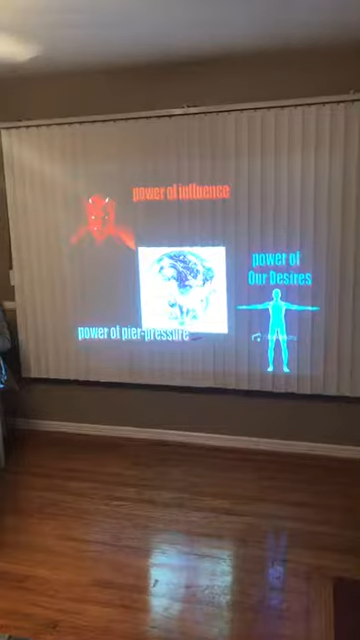 power of influence
power of
Our Desires
power of pier-pressure